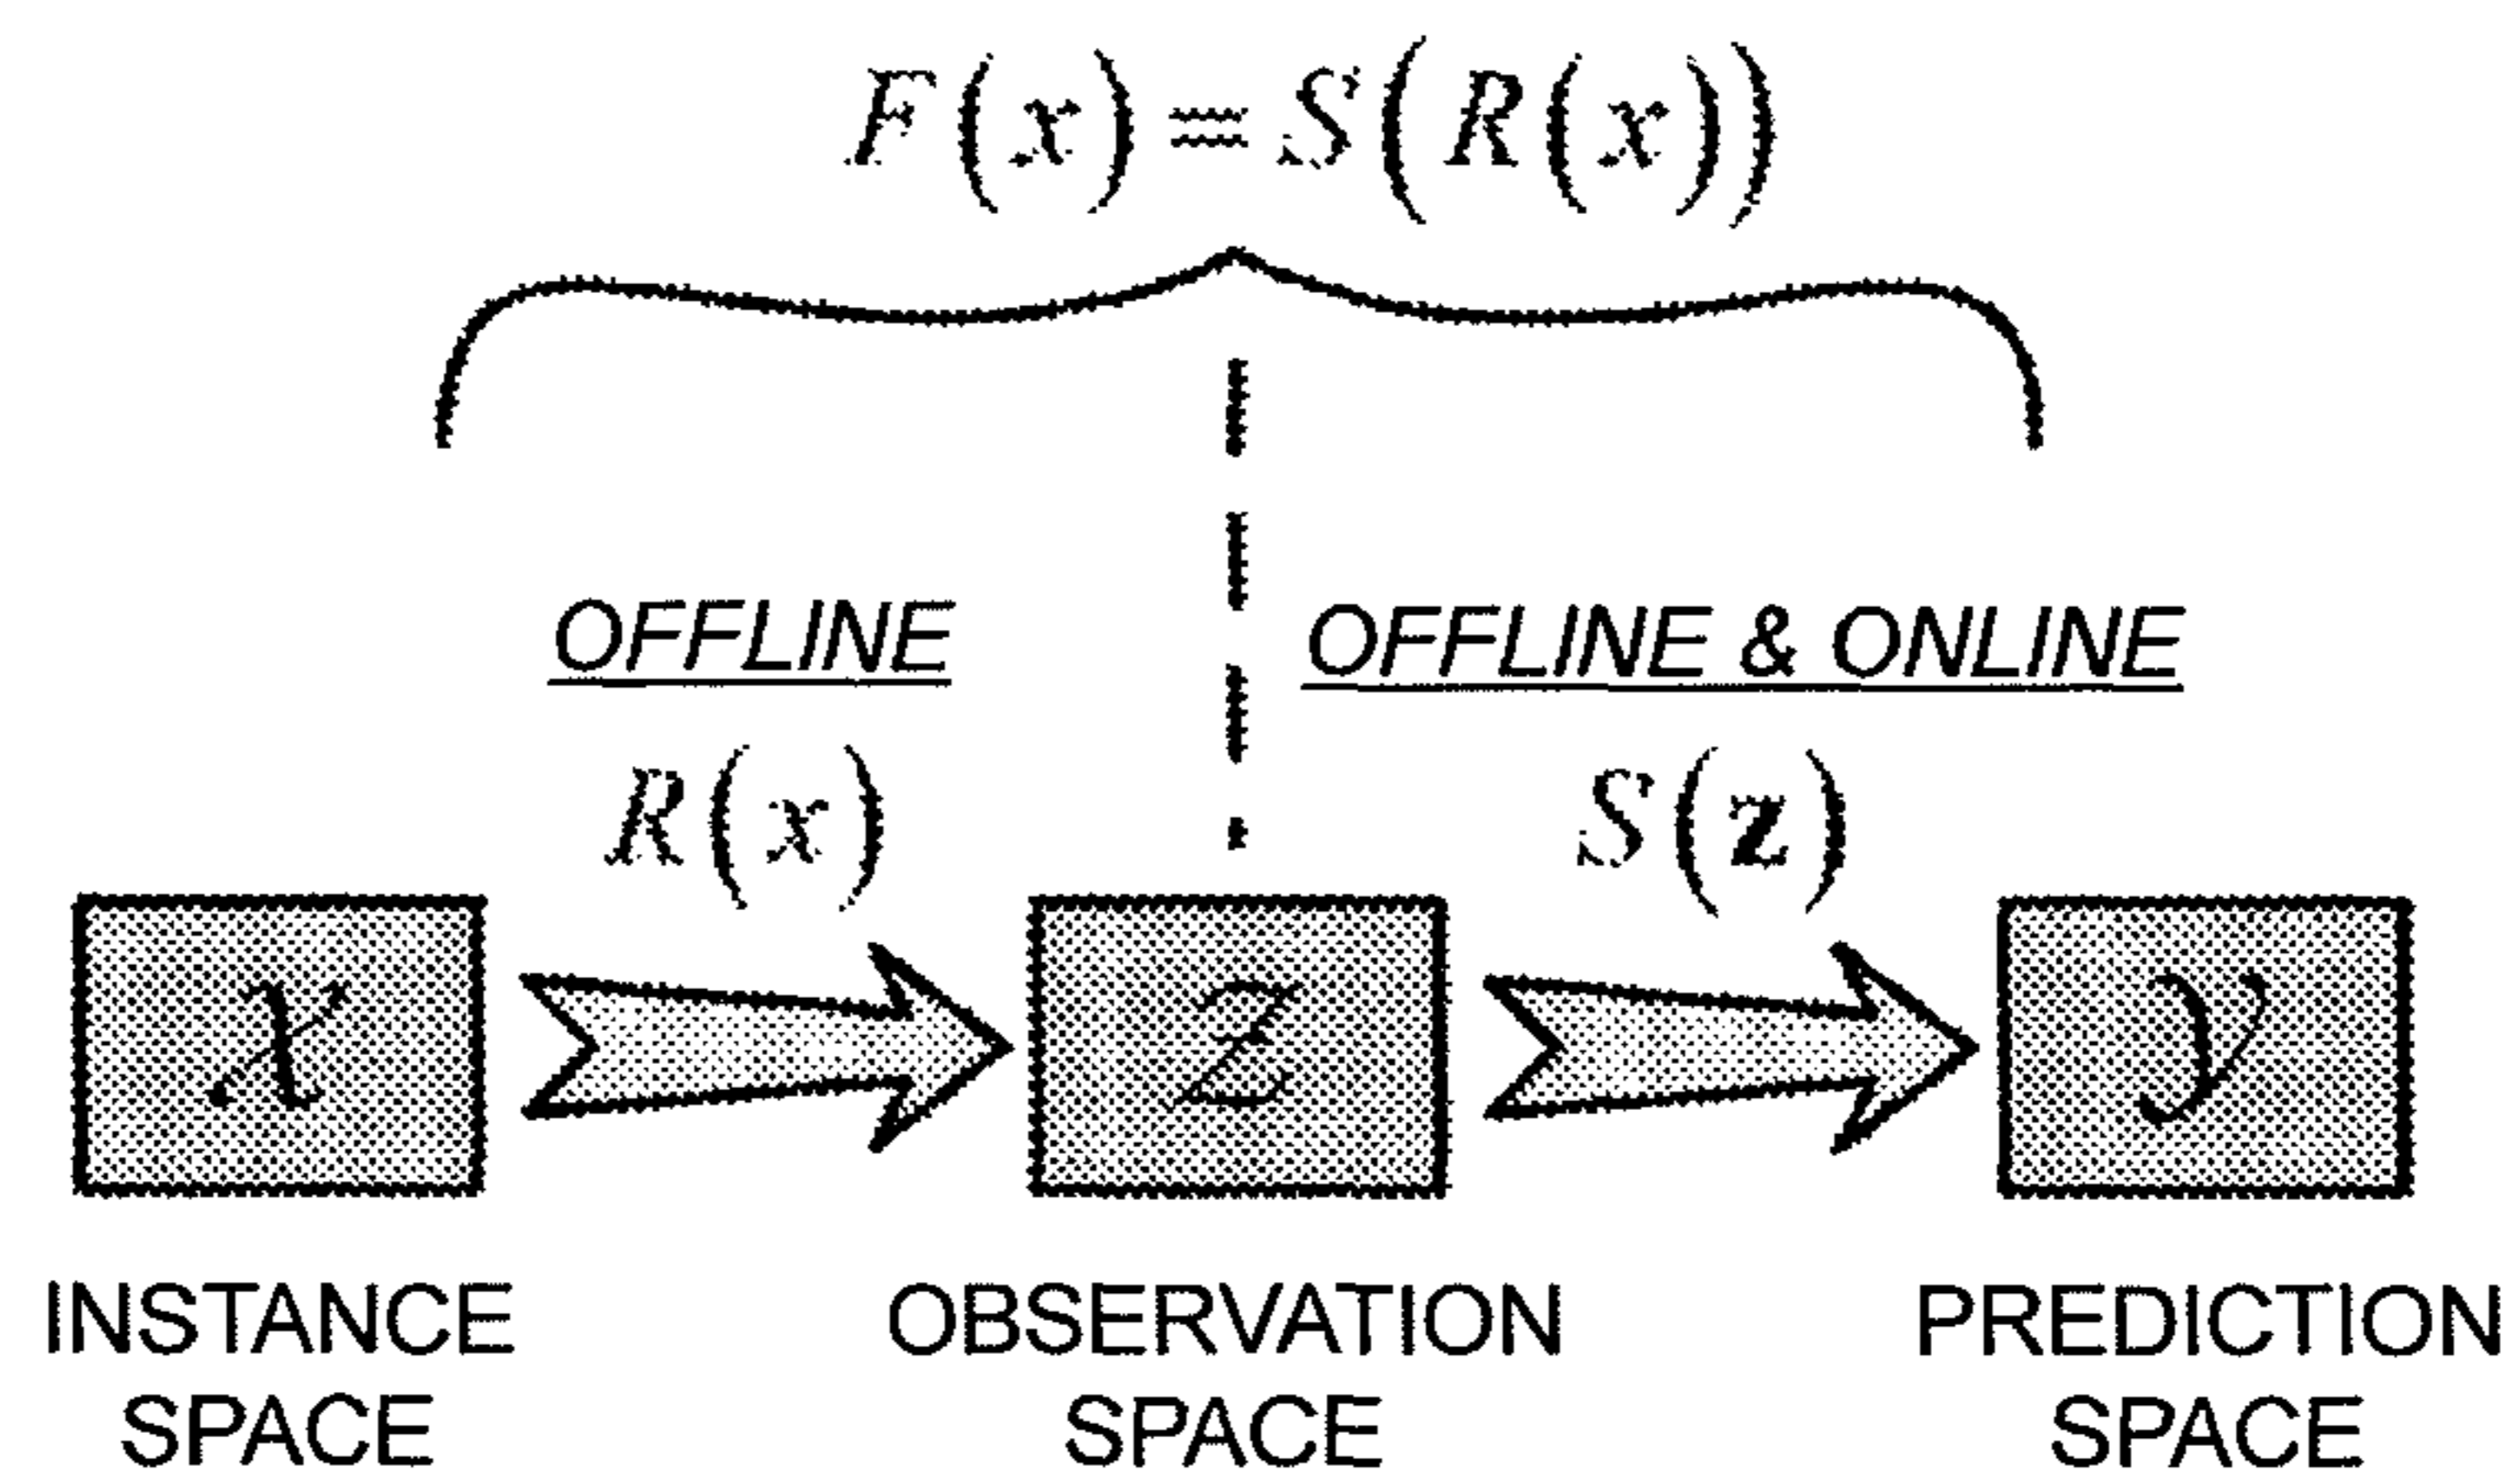 F(x) = S(R(x))
OFFLINE
OFFLINE & ONLINE
R(x)
S(z)
𝒳
𝒵
𝒴
INSTANCE
SPACE
OBSERVATION
SPACE
PREDICTION
SPACE